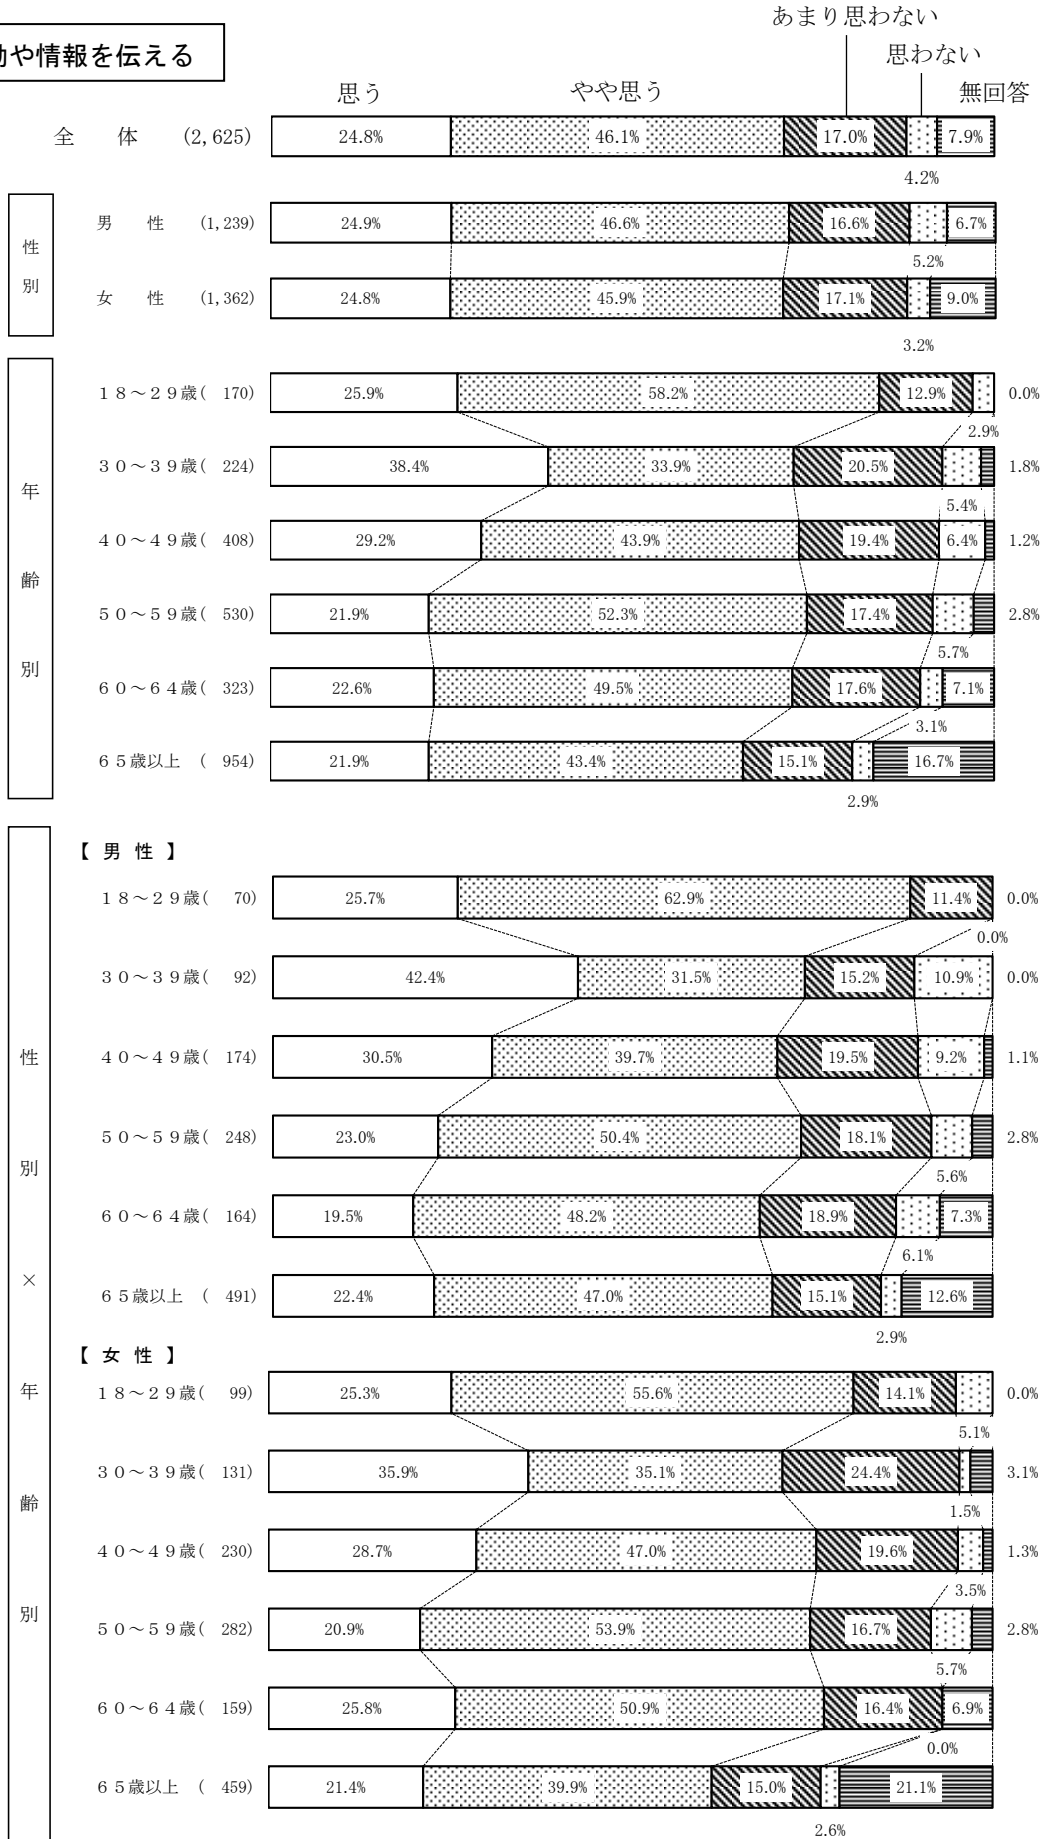 あまり思わない
動や情報を伝える
思わない
思う やや思う 無回答
全 体 (2,625) 24.8% 46.1% 17.0% 7.9%
4.2%
性別
男 性 (1,239) 24.9% 46.6% 16.6% 6.7%
5.2%
女 性 (1,362) 24.8% 45.9% 17.1% 9.0%
3.2%
年齢別
18～29歳( 170) 25.9% 58.2% 12.9% 0.0%
2.9%
30～39歳( 224) 38.4% 33.9% 20.5% 1.8%
5.4%
40～49歳( 408) 29.2% 43.9% 19.4% 6.4% 1.2%
50～59歳( 530) 21.9% 52.3% 17.4% 2.8%
5.7%
60～64歳( 323) 22.6% 49.5% 17.6% 7.1%
3.1%
65歳以上 ( 954) 21.9% 43.4% 15.1% 16.7%
2.9%
性別×年齢別
【 男 性 】
18～29歳( 70) 25.7% 62.9% 11.4% 0.0%
0.0%
30～39歳( 92) 42.4% 31.5% 15.2% 10.9% 0.0%
40～49歳( 174) 30.5% 39.7% 19.5% 9.2% 1.1%
50～59歳( 248) 23.0% 50.4% 18.1% 2.8%
5.6%
60～64歳( 164) 19.5% 48.2% 18.9% 7.3%
6.1%
65歳以上 ( 491) 22.4% 47.0% 15.1% 12.6%
2.9%
【 女 性 】
18～29歳( 99) 25.3% 55.6% 14.1% 0.0%
5.1%
30～39歳( 131) 35.9% 35.1% 24.4% 3.1%
1.5%
40～49歳( 230) 28.7% 47.0% 19.6% 1.3%
3.5%
50～59歳( 282) 20.9% 53.9% 16.7% 2.8%
5.7%
60～64歳( 159) 25.8% 50.9% 16.4% 6.9%
0.0%
65歳以上 ( 459) 21.4% 39.9% 15.0% 21.1%
2.6%